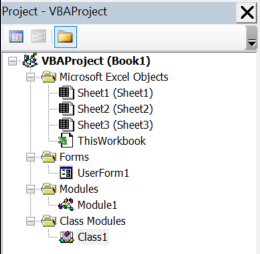 Project - VBAProject
VBAProject (Book1)
Microsoft Excel Objects
Sheet1 (Sheet1)
Sheet2 (Sheet2)
Sheet3 (Sheet3)
ThisWorkbook
Forms
UserForm1
Modules
Module1
Class Modules
Class1